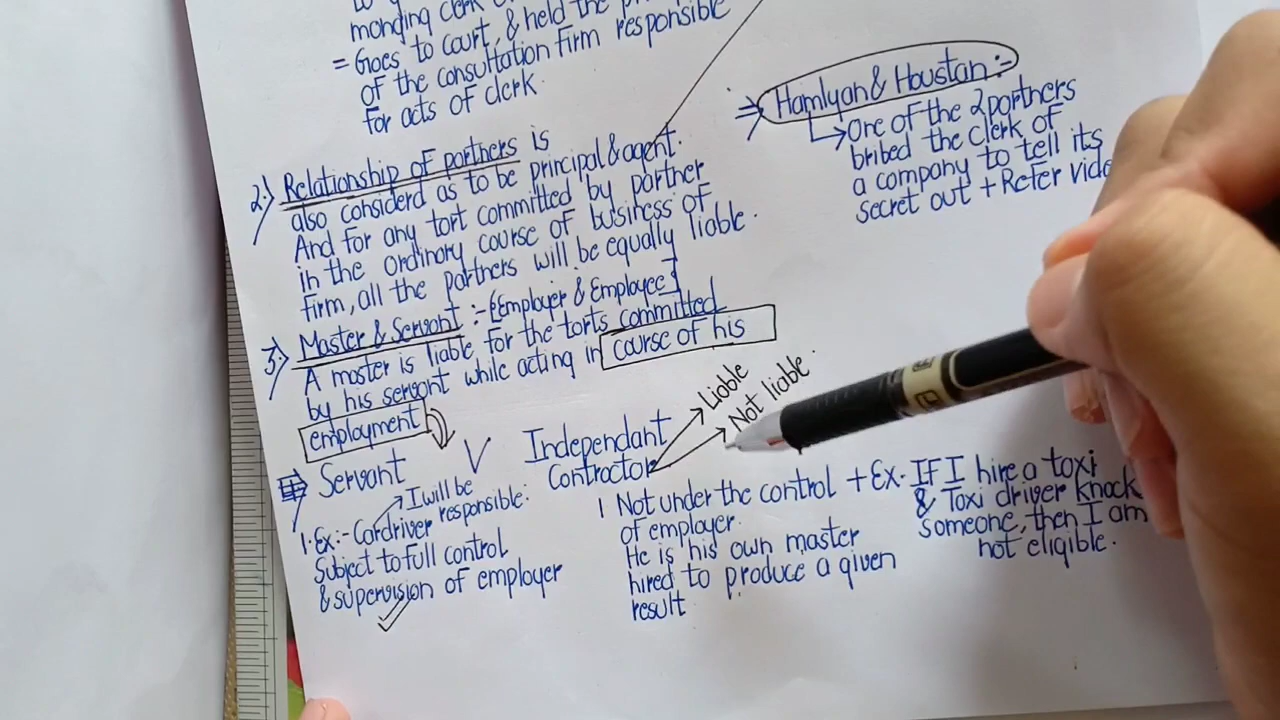 monding clerk
= Goes to court, & held the
of the consultation firm responsible
for acts of clerk.
2.) Relationship of partners is
also considerd as to be principal & agent.
And for any tort committed by partner
in the ordinary course of business of
firm, all the partners will be equally liable.
3.) Master & Servant :- [Employer & Employee]
A master is liable for the torts committed
by his servant while acting in course of his
employment
Servant V Independant Contractor
Liable
Not liable.
1. Ex:- Cardriver
I will be
responsible:
Subject to full control
& supervision of employer
1 Not under the control + Ex. IF I hire a taxi
of employer.
& Taxi driver knock
someone, then I am
not eligible.
He is his own master
hired to produce a given
result
⇒ Hamlyan & Houstan :-
One of the 2 partners
bribed the clerk of
a company to tell its
secret out + Refer